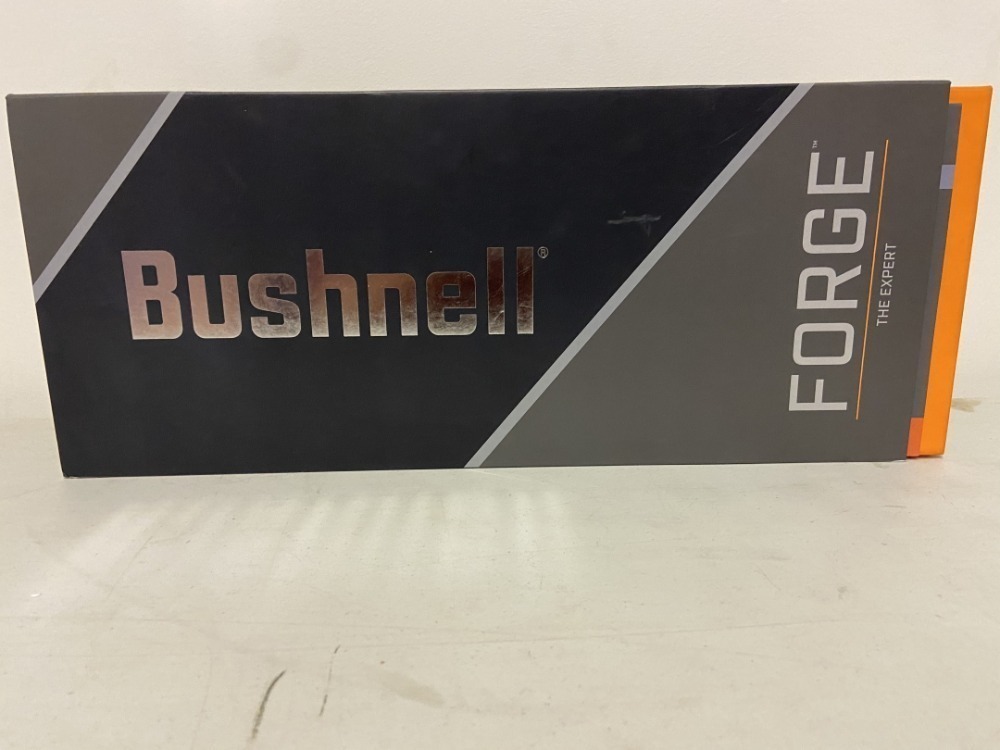 Bushnell®
FORGE™
THE EXPERT